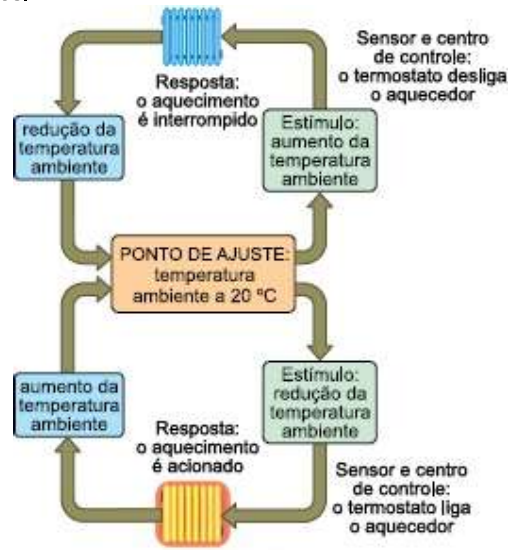 Sensor e centro
de controle:
o termostato desliga
o aquecedor
Resposta:
o aquecimento
é interrompido
redução da
temperatura
ambiente
Estímulo:
aumento da
temperatura
ambiente
PONTO DE AJUSTE:
temperatura
ambiente a 20 ºC
aumento da
temperatura
ambiente
Estímulo:
redução da
temperatura
ambiente
Resposta:
o aquecimento
é acionado
Sensor e centro
de controle:
o termostato liga
o aquecedor